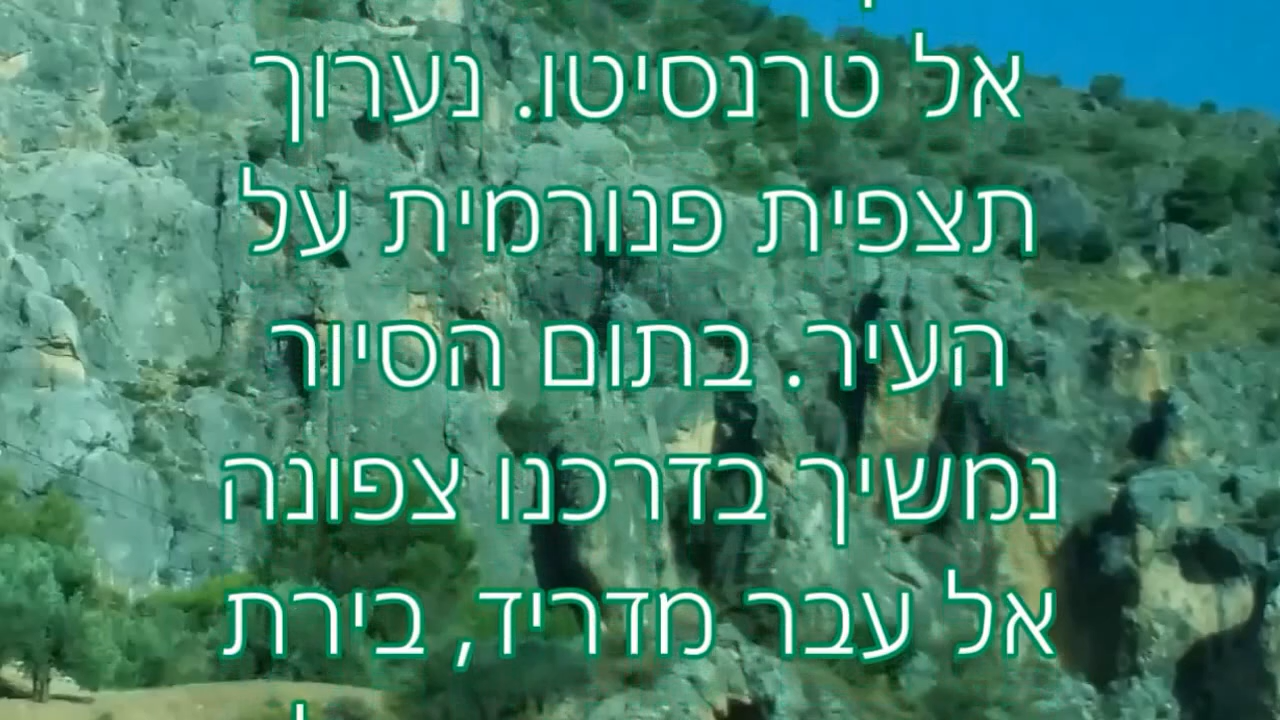 אל טרנסיטו. נערוך
תצפית פנורמית על
העיר. בתום הסיור
נמשיך בדרכנו צפונה
אל עבר מדריד, בירת